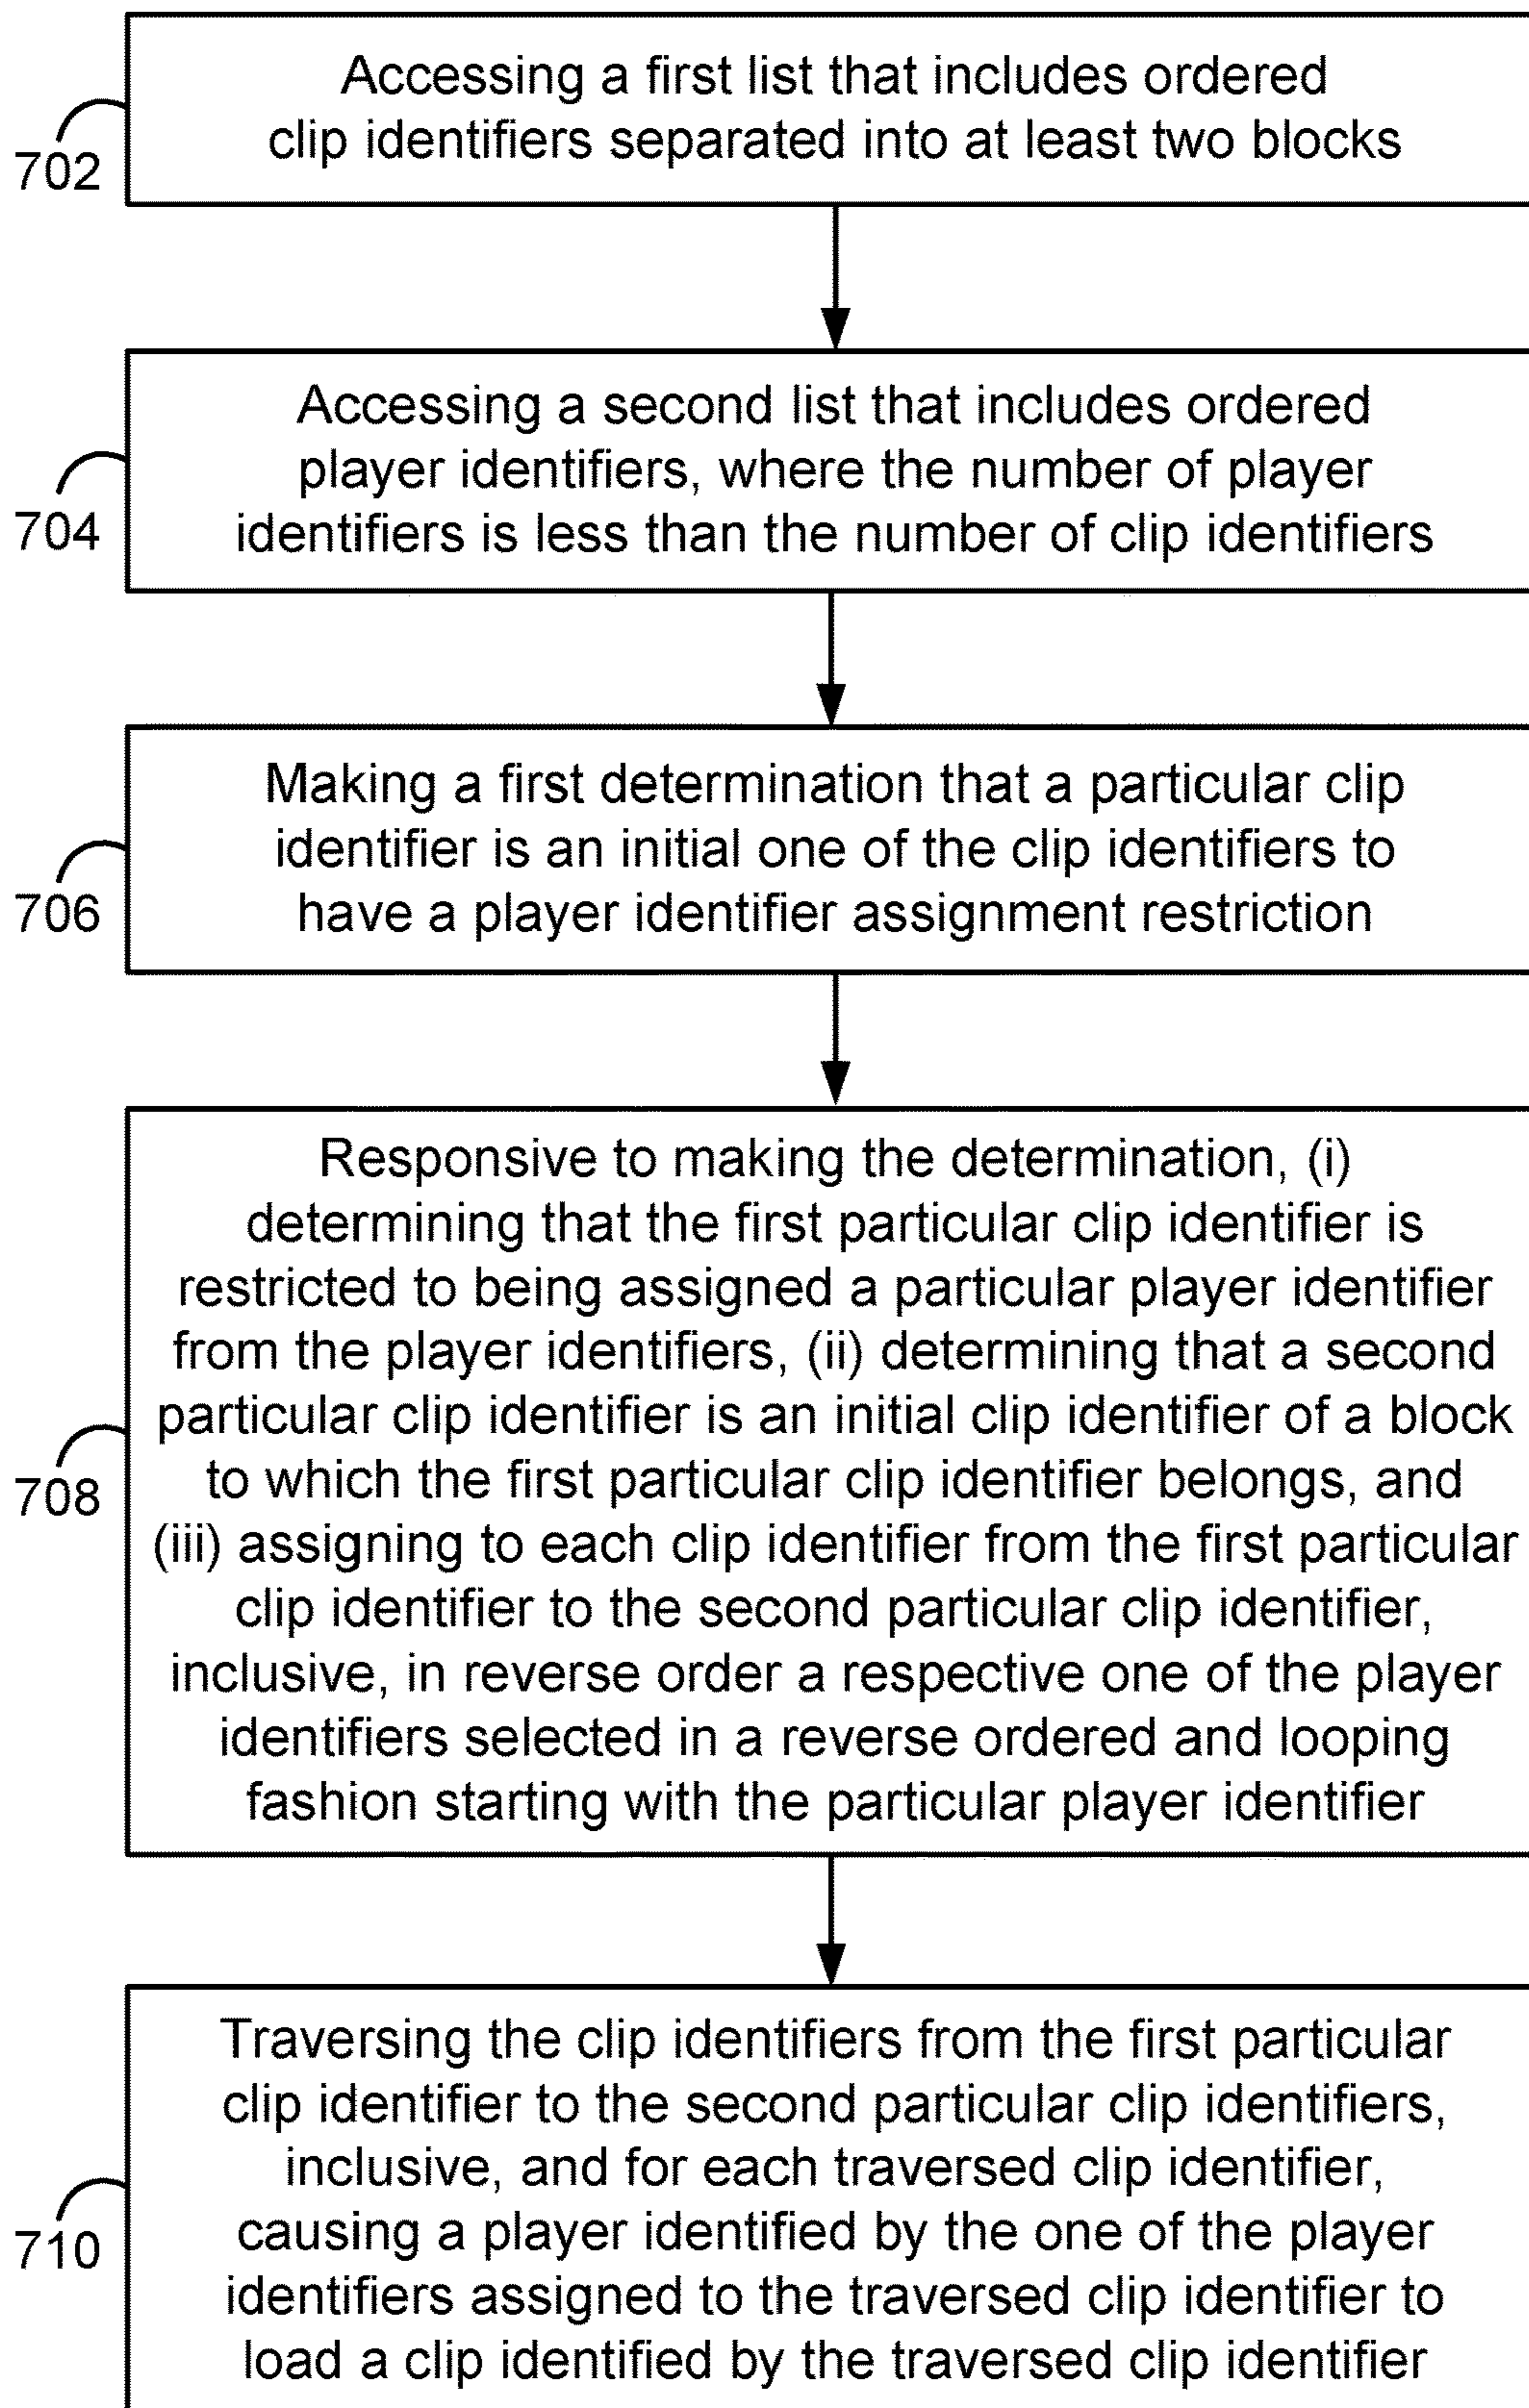 Accessing a first list that includes ordered
clip identifiers separated into at least two blocks
702
Accessing a second list that includes ordered
player identifiers, where the number of player
identifiers is less than the number of clip identifiers
704
Making a first determination that a particular clip
identifier is an initial one of the clip identifiers to
have a player identifier assignment restriction
706
Responsive to making the determination, (i)
determining that the first particular clip identifier is
restricted to being assigned a particular player identifier
from the player identifiers, (ii) determining that a second
particular clip identifier is an initial clip identifier of a block
to which the first particular clip identifier belongs, and
(iii) assigning to each clip identifier from the first particular
clip identifier to the second particular clip identifier,
inclusive, in reverse order a respective one of the player
identifiers selected in a reverse ordered and looping
fashion starting with the particular player identifier
708
Traversing the clip identifiers from the first particular
clip identifier to the second particular clip identifiers,
inclusive, and for each traversed clip identifier,
causing a player identified by the one of the player
identifiers assigned to the traversed clip identifier to
load a clip identified by the traversed clip identifier
710